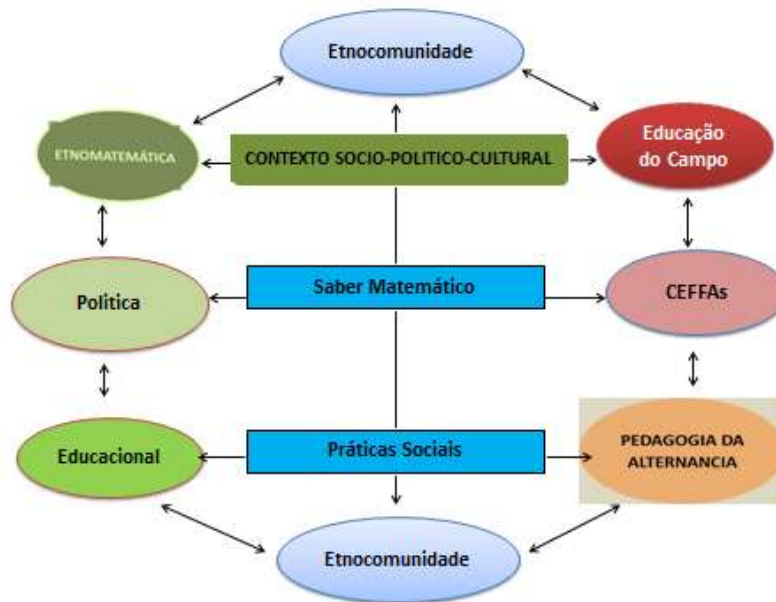 Etnocomunidade
ETNOMATEMÁTICA
CONTEXTO SOCIO-POLITICO-CULTURAL
Educação
do Campo
Politica
Saber Matemático
CEFFAs
Educacional
Práticas Sociais
PEDAGOGIA DA
ALTERNANCIA
Etnocomunidade